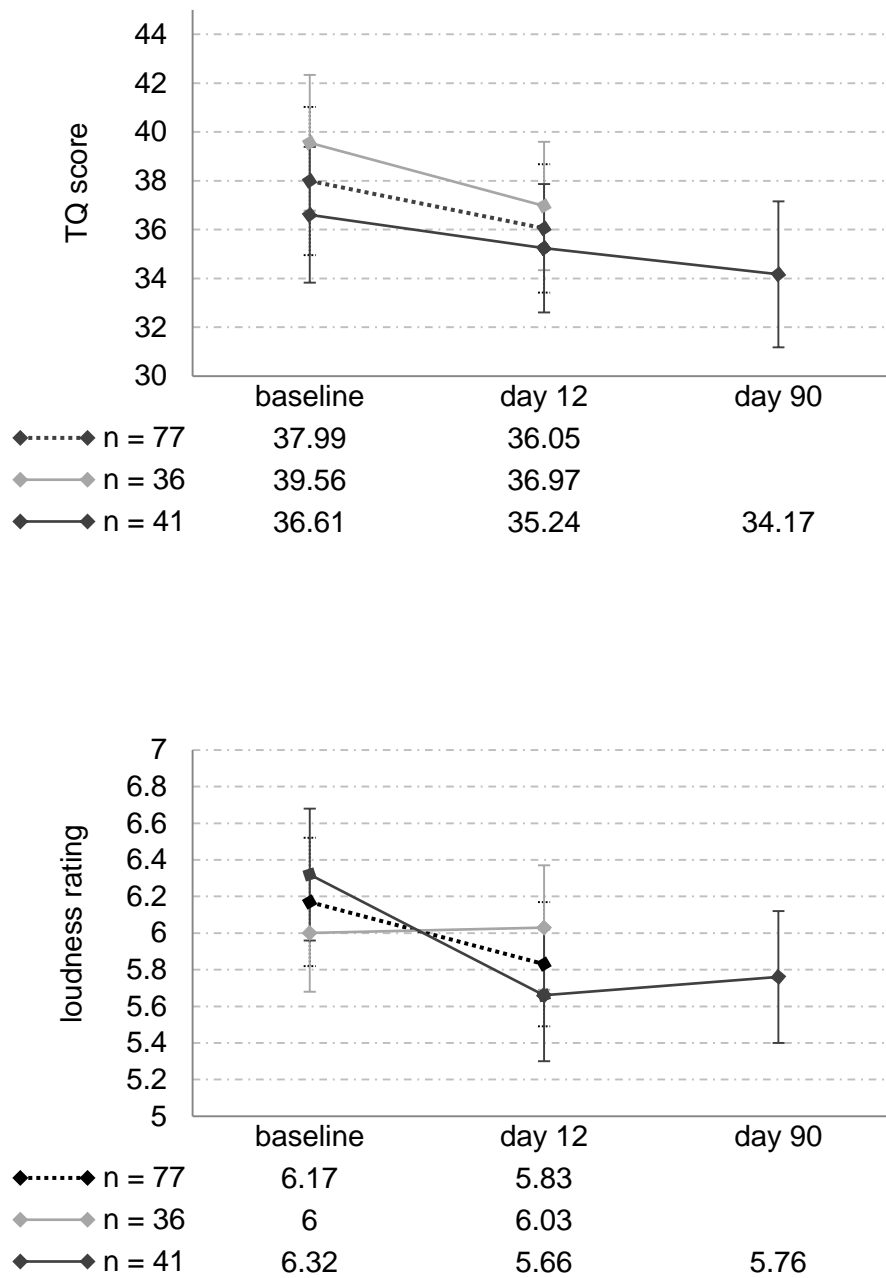 44
42
40
38
36
34
32
30
TQ score
baseline day 12 day 90
n = 77 37.99 36.05
n = 36 39.56 36.97
n = 41 36.61 35.24 34.17
7
6.8
6.6
6.4
6.2
6
5.8
5.6
5.4
5.2
5
loudness rating
baseline day 12 day 90
n = 77 6.17 5.83
n = 36 6 6.03
n = 41 6.32 5.66 5.76